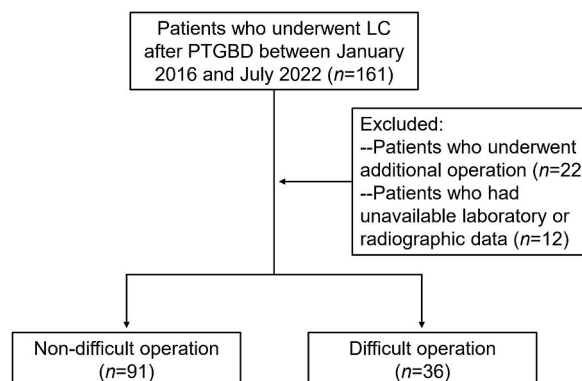 Patients who underwent LC
after PTGBD between January
2016 and July 2022 (n=161)
Excluded:
--Patients who underwent
additional operation (n=22
--Patients who had
unavailable laboratory or
radiographic data (n=12)
Non-difficult operation
(n=91)
Difficult operation
(n=36)